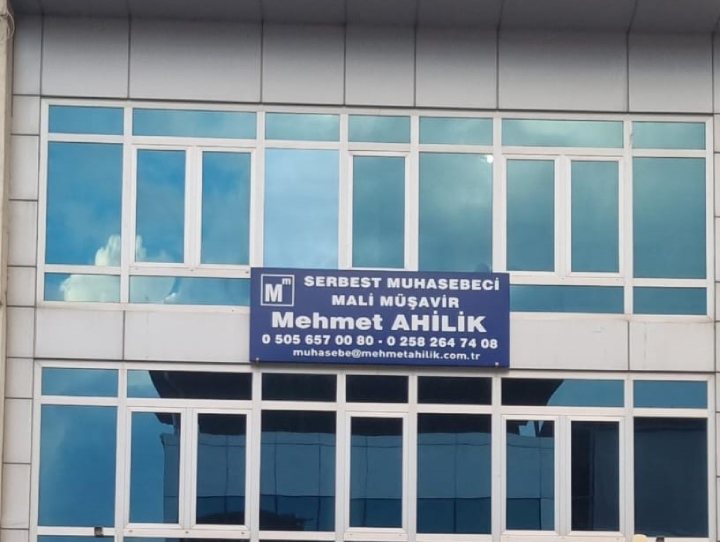 Mm
SERBEST MUHASEBECİ
MALİ MÜŞAVİR
Mehmet AHİLİK
0 505 657 00 80 - 0 258 264 74 08
muhasebe@mehmetahilik.com.tr